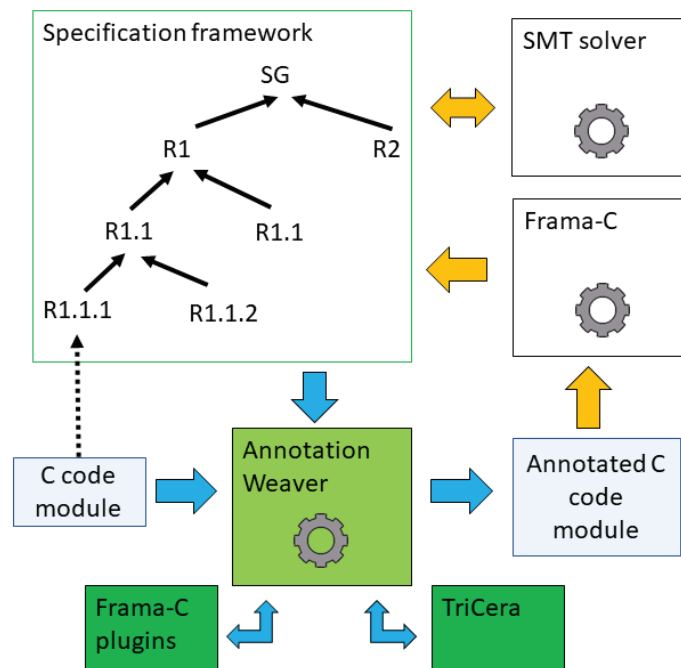 Specification framework
SG
R1
R2
R1.1
R1.1
R1.1.1
R1.1.2
SMT solver
Frama-C
C code
module
Annotation
Weaver
Annotated C
code
module
Frama-C
plugins
TriCera